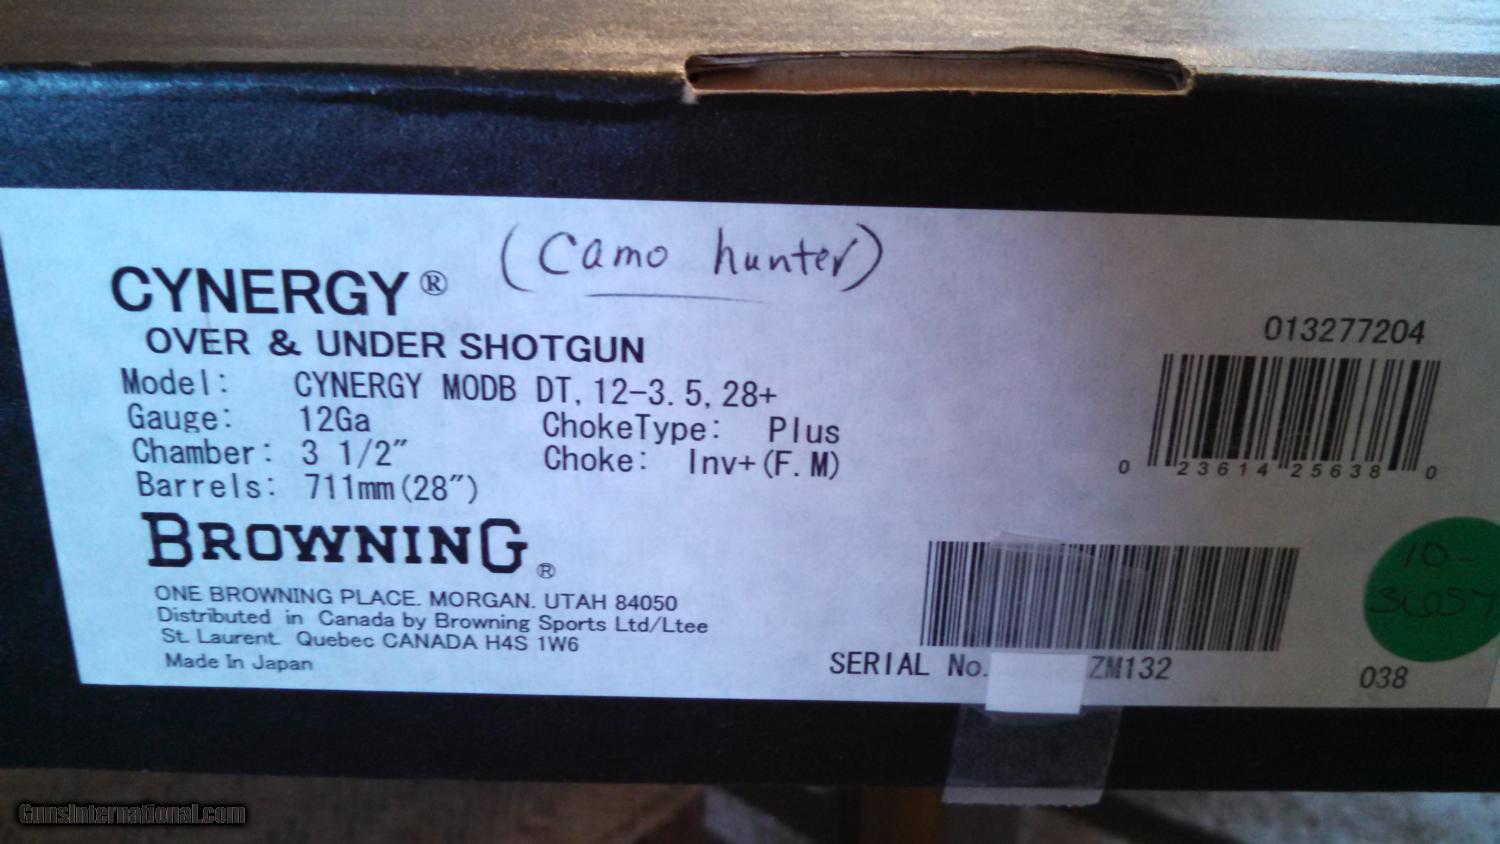 (Camo hunter)
CYNERGY®
OVER & UNDER SHOTGUN
Model: CYNERGY MODB DT, 12-3.5, 28+
Gauge: 12Ga ChokeType: Plus
Chamber: 3 1/2" Choke: Inv+(F.M)
Barrels: 711mm(28")
BROWNING®
ONE BROWNING PLACE. MORGAN. UTAH 84050
Distributed in Canada by Browning Sports Ltd/Ltee
St. Laurent. Quebec CANADA H4S 1W6
Made In Japan
013277204
0 23614 25638 0
SERIAL No. ZM132
038
10-
GunsInternational.com